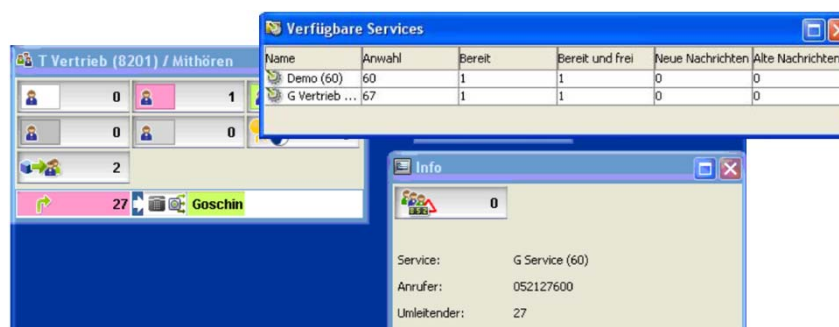 Verfügbare Services
Name Anwahl Bereit Bereit und frei Neue Nachrichten Alte Nachrichten
Demo (60) 60 1 1 0 0
G Vertrieb ... 67 1 1 0 0
T Vertrieb (8201) / Mithören
0 1
0 0
2
27 Goschin
Info
0
Service: G Service (60)
Anrufer: 052127600
Umleitender: 27